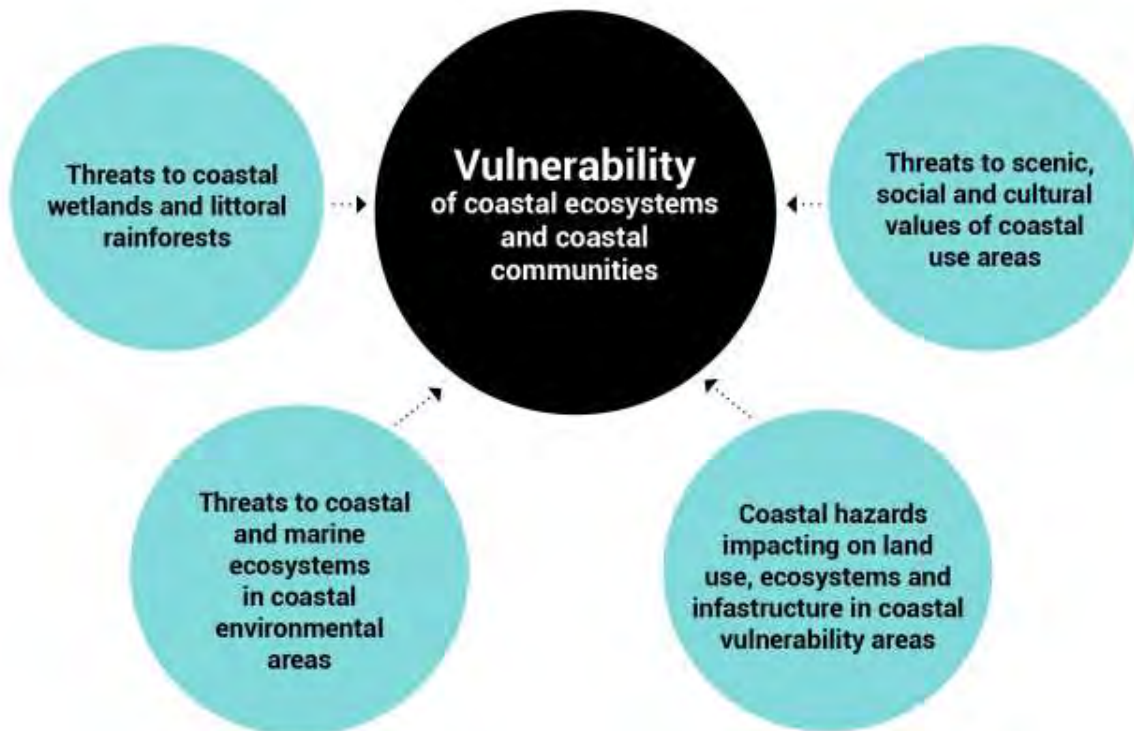 Threats to coastal
wetlands and littoral
rainforests
Vulnerability
of coastal ecosystems
and coastal
communities
Threats to scenic,
social and cultural
values of coastal
use areas
Threats to coastal
and marine
ecosystems
in coastal
environmental
areas
Coastal hazards
impacting on land
use, ecosystems and
infastructure in coastal
vulnerability areas